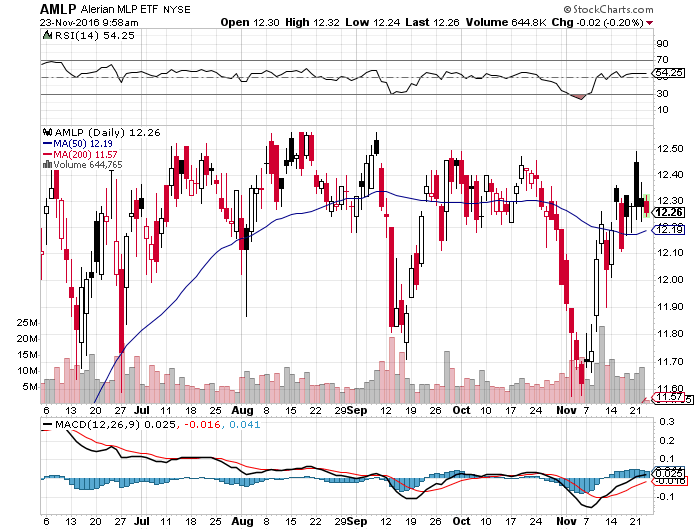 AMLP Alerian MLP ETF NYSE © StockCharts.com
23-Nov-2016 9:58am Open 12.30 High 12.32 Low 12.24 Last 12.26 Volume 644.8K Chg -0.02 (-0.20%)
RSI(14) 54.25
90
70
54.25
50
30
10
AMLP (Daily) 12.26
MA(50) 12.19
MA(200) 11.57
Volume 644,765
12.50
12.40
12.30
12.26
12.19
12.10
12.00
11.90
11.80
11.70
11.60
11.57
25M
20M
15M
10M
5M
6 13 20 27 Jul 11 18 25 Aug 8 15 22 29 Sep 12 19 26 Oct 10 17 24 Nov 7 14 21
MACD(12,26,9) 0.025, -0.016, 0.041
0.3
0.2
0.1
0.025
-0.016
-0.1
6 13 20 27 Jul 11 18 25 Aug 8 15 22 29 Sep 12 19 26 Oct 10 17 24 Nov 7 14 21